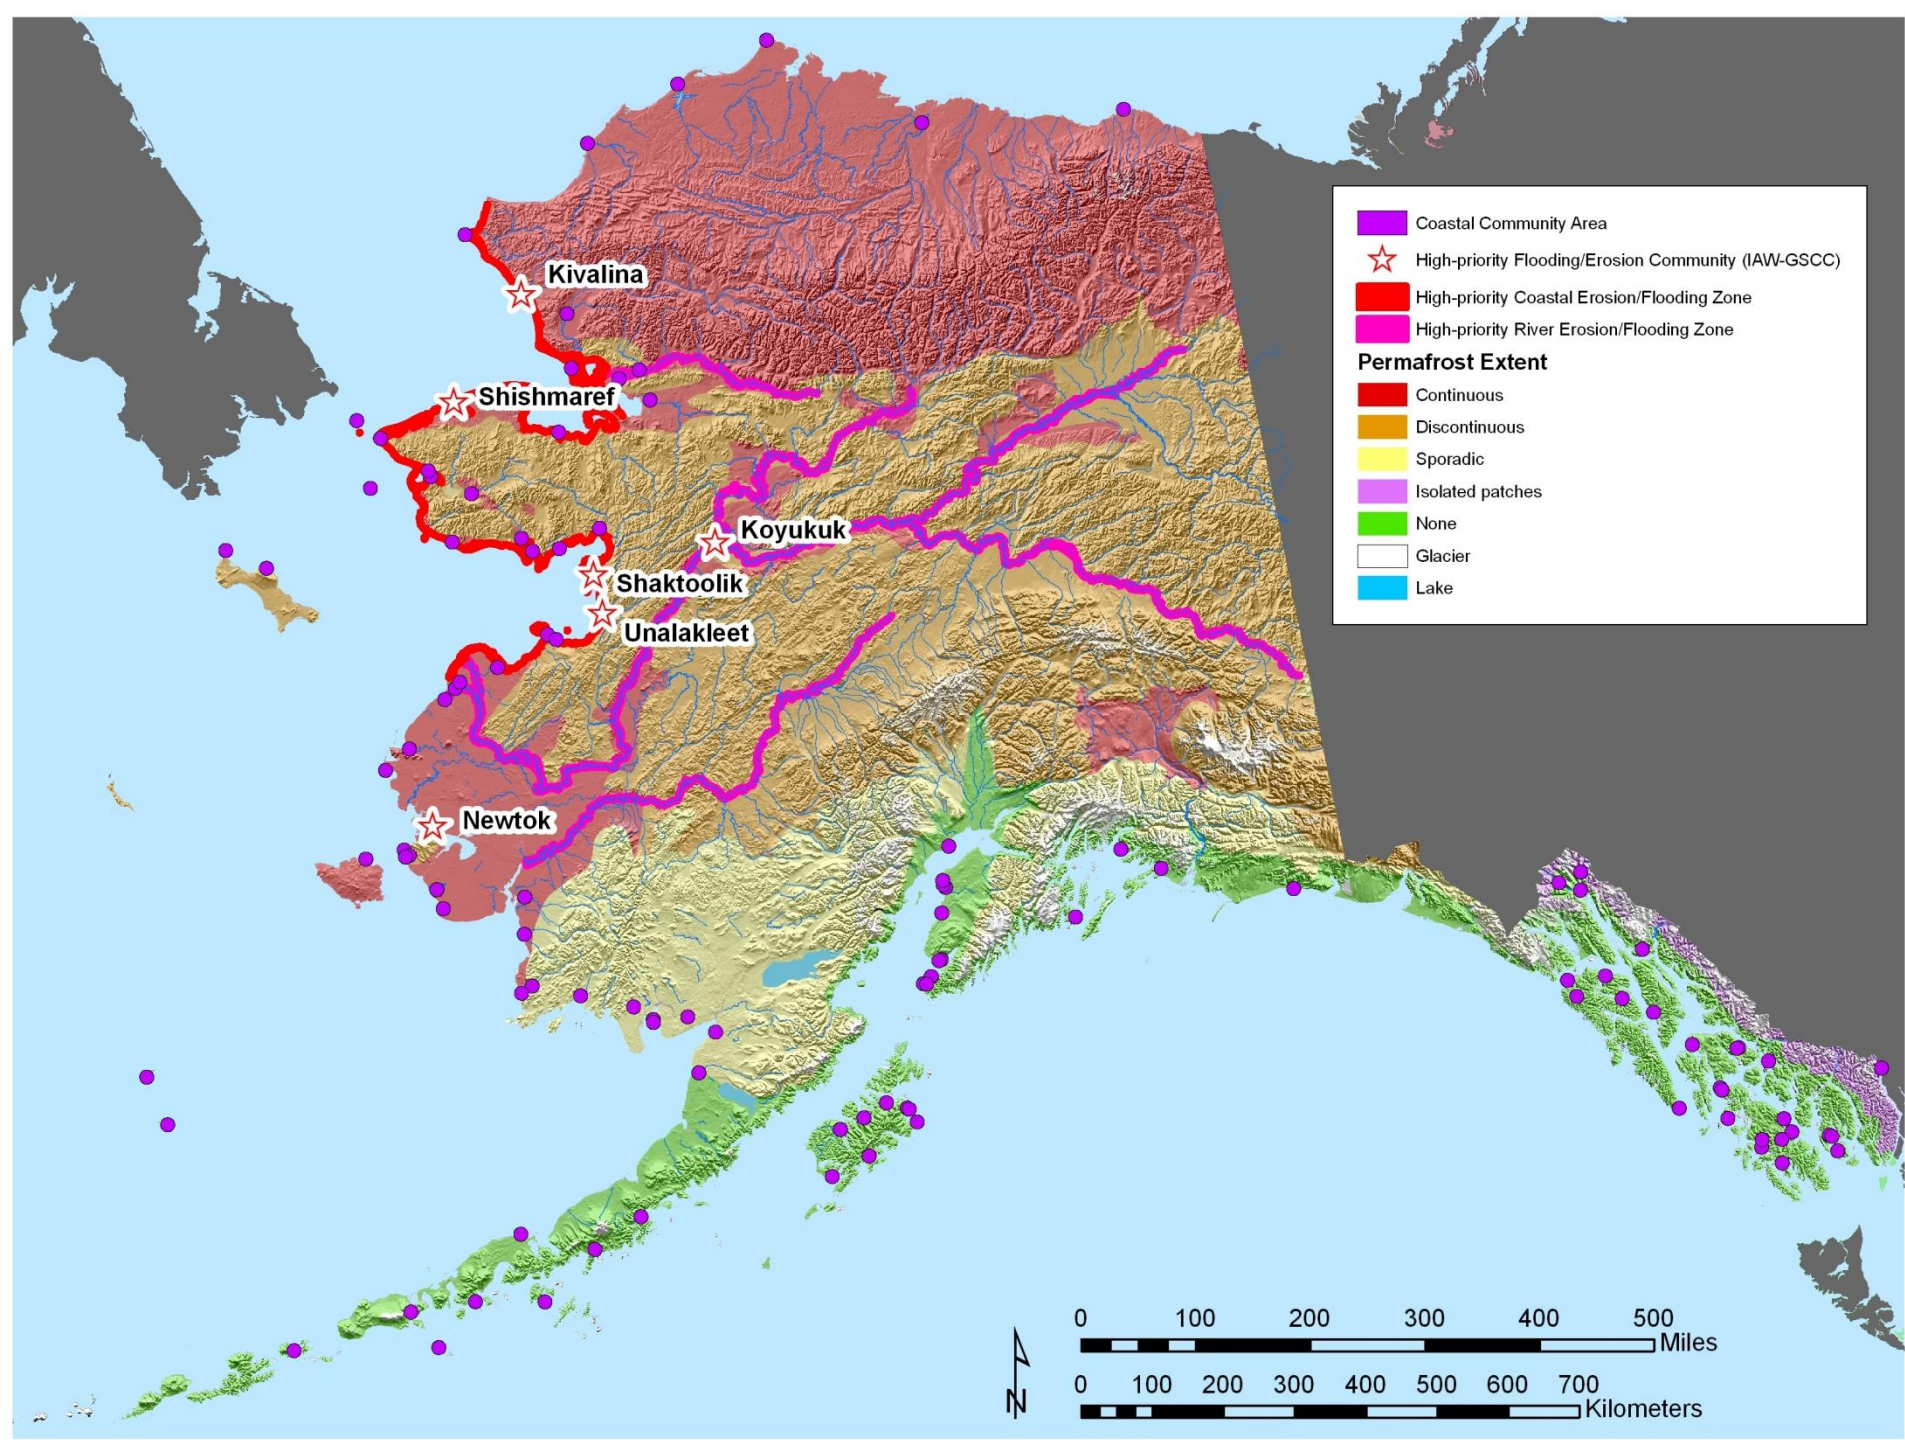 Kivalina
Shishmaref
Koyukuk
Shaktoolik
Unalakleet
Newtok
Coastal Community Area
High-priority Flooding/Erosion Community (IAW-GSCC)
High-priority Coastal Erosion/Flooding Zone
High-priority River Erosion/Flooding Zone
Permafrost Extent
Continuous
Discontinuous
Sporadic
Isolated patches
None
Glacier
Lake
0 100 200 300 400 500
Miles
0 100 200 300 400 500 600 700
Kilometers
N